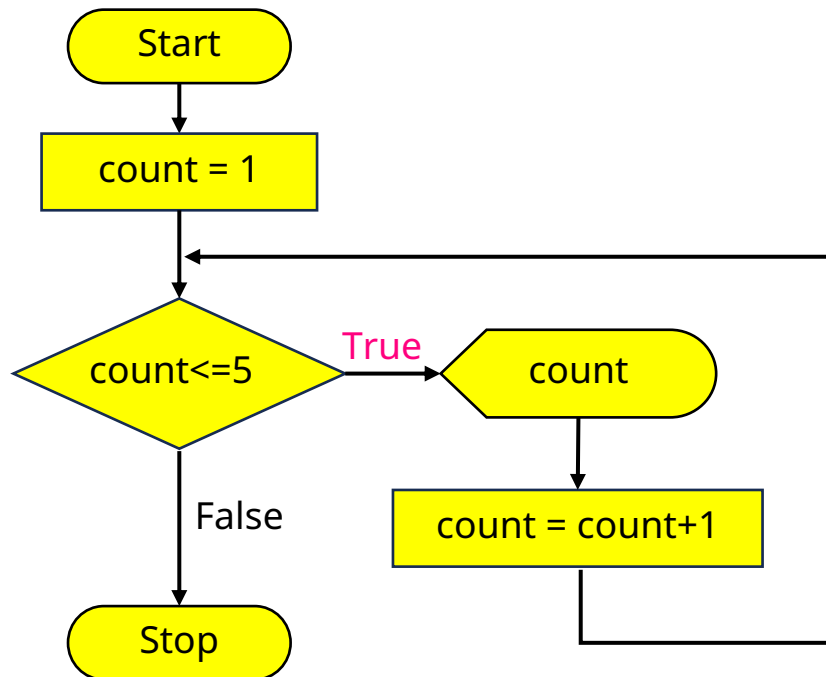 Start
count = 1
count<=5
True
count
False
count = count+1
Stop